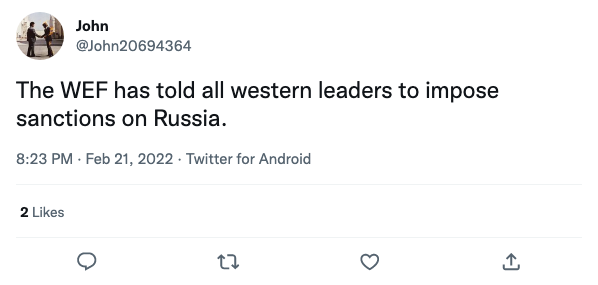 John
@John20694364
The WEF has told all western leaders to impose
sanctions on Russia.
8:23 PM · Feb 21, 2022 · Twitter for Android
2 Likes